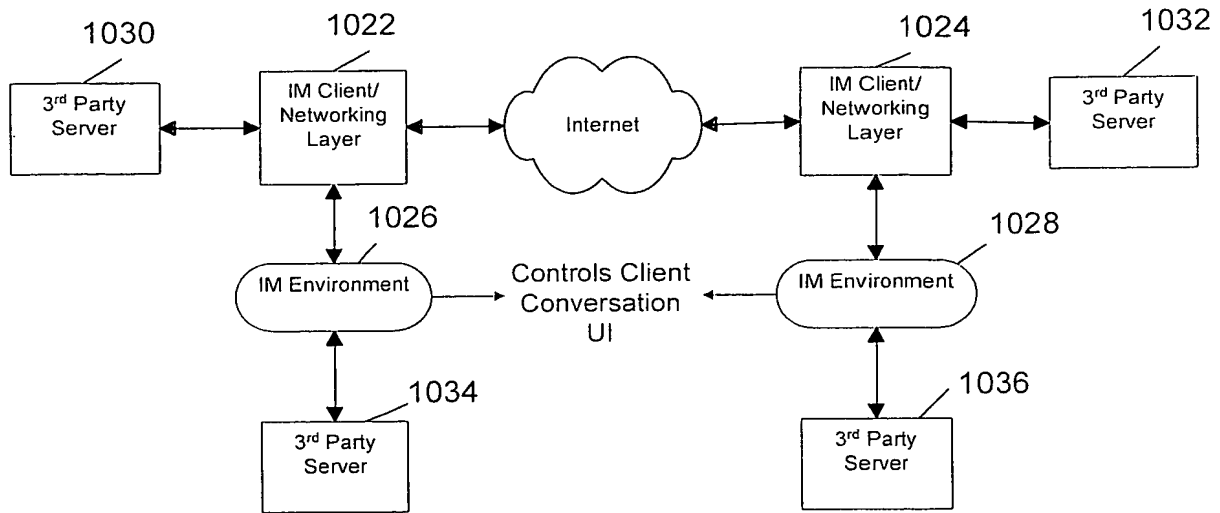 1030
1022
1024
1032
3rd Party
Server
IM Client/
Networking
Layer
Internet
IM Client/
Networking
Layer
3rd Party
Server
1026
1028
IM Environment
Controls Client
Conversation
UI
IM Environment
1034
1036
3rd Party
Server
3rd Party
Server